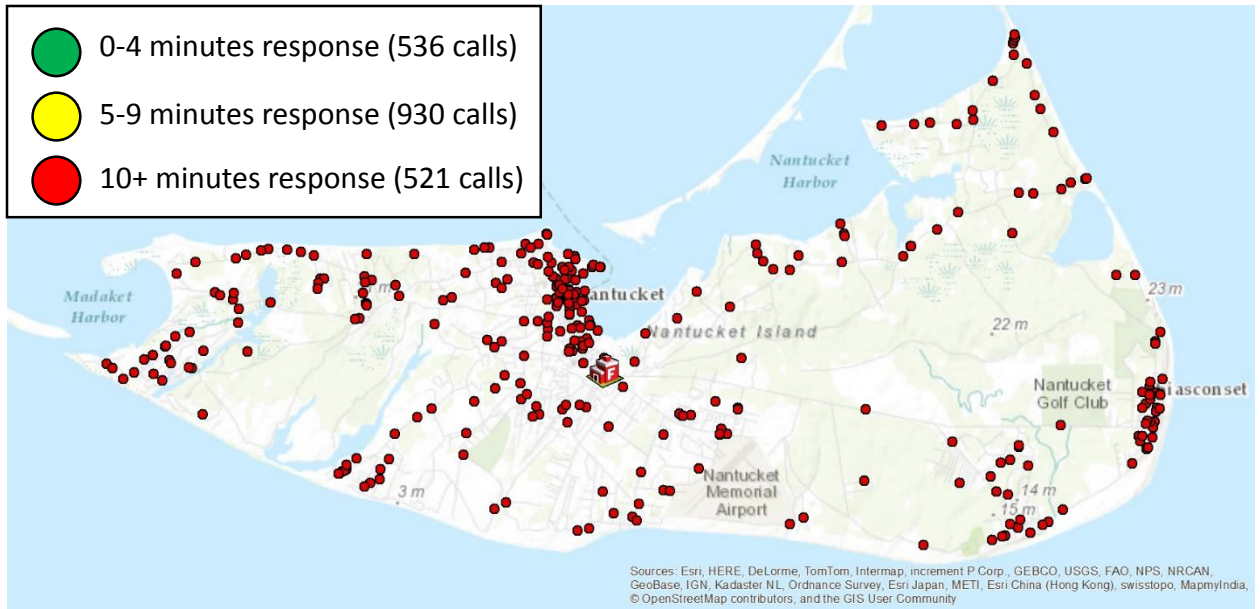 0-4 minutes response (536 calls)
5-9 minutes response (930 calls)
10+ minutes response (521 calls)
Nantucket
Harbor
Madaket
Harbor
antucket
Nantucket Island
23 m
22 m
Nantucket
Golf Club
iasconset
Nantucket
Memorial
Airport
3 m
14 m
15 m
F
Sources: Esri, HERE, DeLorme, TomTom, Intermap, increment P Corp., GEBCO, USGS, FAO, NPS, NRCAN,
GeoBase, IGN, Kadaster NL, Ordnance Survey, Esri Japan, METI, Esri China (Hong Kong), swisstopo, MapmyIndia,
© OpenStreetMap contributors, and the GIS User Community